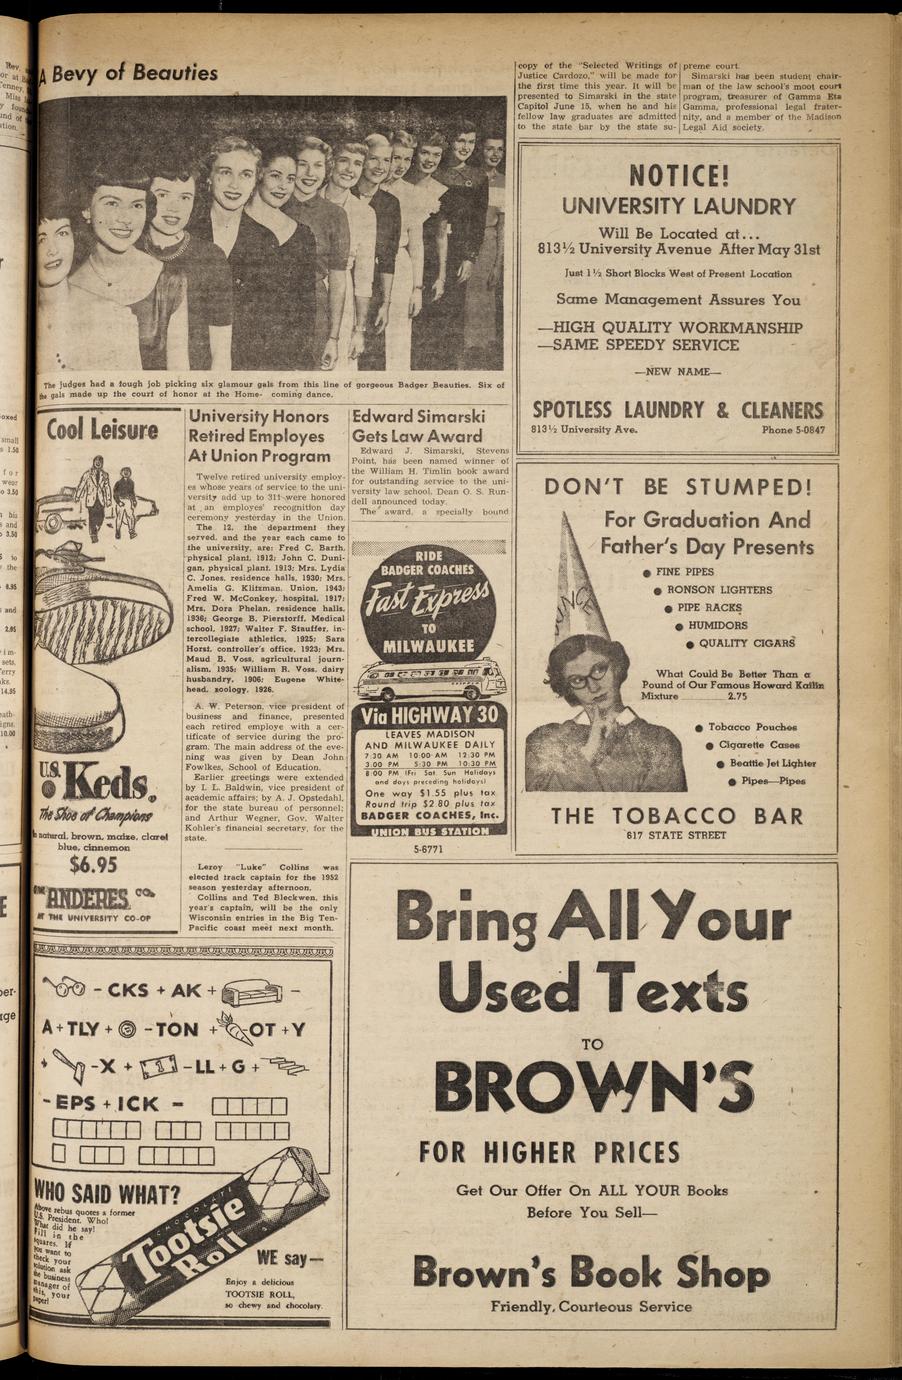 A Bevy of Beauties
The judges had a tough job picking six glamour gals from this line of gorgeous Badger Beauties. Six of
the gals made up the court of honor at the Home- coming dance.
Cool Leisure
U.S.
Keds.
The Shoe of Champions
natural, brown, maize, claret
blue, cinnemon
$6.95
THE ANDERES CO.
AT THE UNIVERSITY CO-OP
University Honors
Retired Employes
At Union Program
Twelve retired university employ-
es whose years of service to the uni-
versity add up to 311 were honored
at an employes' recognition day
ceremony yesterday in the Union.
The 12, the department they
served, and the year each came to
the university, are: Fred C. Barth,
physical plant, 1912; John C. Duni-
gan, physical plant, 1913; Mrs. Lydia
C. Jones, residence halls, 1930; Mrs.
Amelia G. Klitzman, Union, 1943;
Fred W. McConkey, hospital, 1917;
Mrs. Dora Phelan, residence halls,
1936; George B. Pierstorff, Medical
school, 1927; Walter F. Stauffer, in-
tercollegiate athletics, 1925; Sara
Horst, controller's office, 1923; Mrs.
Maud B. Voss, agricultural journ-
alism, 1935; William R. Voss, dairy
husbandry, 1906; Eugene White-
head, zoology, 1926.
A. W. Peterson, vice president of
business and finance, presented
each retired employe with a cer-
tificate of service during the pro-
gram. The main address of the eve-
ning was given by Dean John
Fowlkes, School of Education.
Earlier greetings were extended
by I. L. Baldwin, vice president of
academic affairs; by A. J. Opstedahl,
for the state bureau of personnel;
and Arthur Wegner, Gov. Walter
Kohler's financial secretary, for the
state.
Leroy "Luke" Collins was
elected track captain for the 1952
season yesterday afternoon.
Collins and Ted Bleckwen, this
year's captain, will be the only
Wisconsin entries in the Big Ten-
Pacific coast meet next month.
Edward Simarski
Gets Law Award
Edward J. Simarski, Stevens
Point, has been named winner of
the William H. Timlin book award
for outstanding service to the uni-
versity law school, Dean O. S. Run-
dell announced today.
The award, a specially bound
copy of the "Selected Writings of
Justice Cardozo," will be made for
the first time this year. It will be
presented to Simarski in the state
Capitol June 15, when he and his
fellow law graduates are admitted
to the state bar by the state su-
preme court.
Simarski has been student chair-
man of the law school's moot court
program, treasurer of Gamma Eta
Gamma, professional legal frater-
nity, and a member of the Madison
Legal Aid society.
RIDE
BADGER COACHES
Fast Express
TO
MILWAUKEE
Via HIGHWAY 30
LEAVES MADISON
AND MILWAUKEE DAILY
7:30 AM 10:00 AM 12:30 PM
3:00 PM 5:30 PM 10:30 PM
8:00 PM (Fri Sat Sun Holidays
and days preceding holidays)
One way $1.55 plus tax
Round trip $2.80 plus tax
BADGER COACHES, Inc.
UNION BUS STATION
5-6771
NOTICE!
UNIVERSITY LAUNDRY
Will Be Located at...
813½ University Avenue After May 31st
Just 1½ Short Blocks West of Present Location
Same Management Assures You
—HIGH QUALITY WORKMANSHIP
—SAME SPEEDY SERVICE
—NEW NAME—
SPOTLESS LAUNDRY & CLEANERS
813½ University Ave. Phone 5-0847
DON'T BE STUMPED!
For Graduation And
Father's Day Presents
● FINE PIPES
● RONSON LIGHTERS
● PIPE RACKS
● HUMIDORS
● QUALITY CIGARS
What Could Be Better Than a
Pound of Our Famous Howard Kailin
Mixture 2.75
● Tobacco Pouches
● Cigarette Cases
● Beattie Jet Lighter
● Pipes—Pipes
THE TOBACCO BAR
617 STATE STREET
- CKS + AK + -
A + TLY + - TON + - OT + Y
+ - X + 1 - LL + G +
- EPS + ICK =
WHO SAID WHAT?
Above rebus quotes a former
U.S. President. Who?
What did he say?
Fill in the
squares. If
you want to
check your
solution ask
the business
manager of
this, your
paper!
CHOCOLATE
Tootsie
Roll
WE say—
Enjoy a delicious
TOOTSIE ROLL,
so chewy and chocolaty.
Bring All Your
Used Texts
TO
BROWN'S
FOR HIGHER PRICES
Get Our Offer On ALL YOUR Books
Before You Sell—
Brown's Book Shop
Friendly, Courteous Service